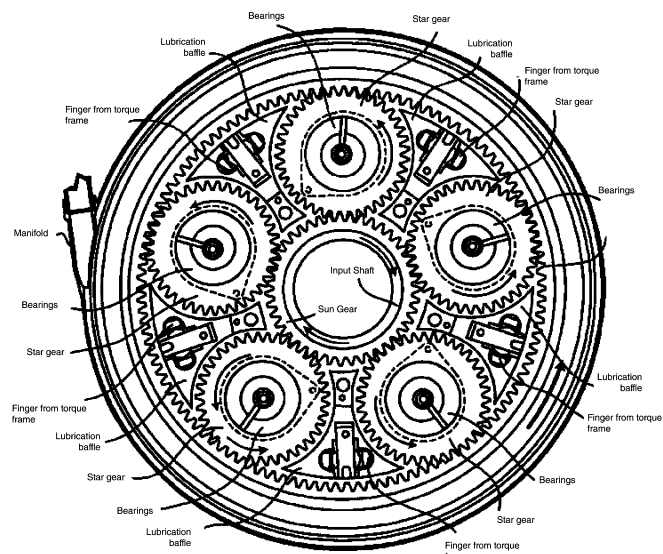 Bearings
Star gear
Lubrication
baffle
Lubrication
baffle
Finger from torque
frame
Finger from torque
frame
Star gear
Bearings
Manifold
Input Shaft
Bearings
Sun Gear
Star gear
Lubrication
baffle
Finger from torque
frame
Finger from torque
frame
Lubrication
baffle
Star gear
Bearings
Bearings
Star gear
Lubrication
baffle
Finger from torque